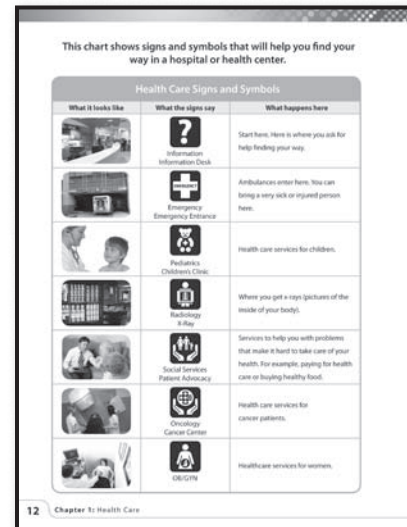 This chart shows signs and symbols that will help you find your
way in a hospital or health center.
Health Care Signs and Symbols
What it looks like
What the signs say
What happens here
?
Information
Information Desk
Start here. Here is where you ask for
help finding your way.
EMERGENCY
Emergency
Emergency Entrance
Ambulances enter here. You can
bring a very sick or injured person
here.
Pediatrics
Children's Clinic
Health care services for children.
Radiology
X-Ray
Where you get x-rays (pictures of the
inside of your body).
Social Services
Patient Advocacy
Services to help you with problems
that make it hard to take care of your
health. For example, paying for health
care or buying healthy food.
Oncology
Cancer Center
Health care services for
cancer patients.
OB/GYN
Healthcare services for women.
12 Chapter 1: Health Care